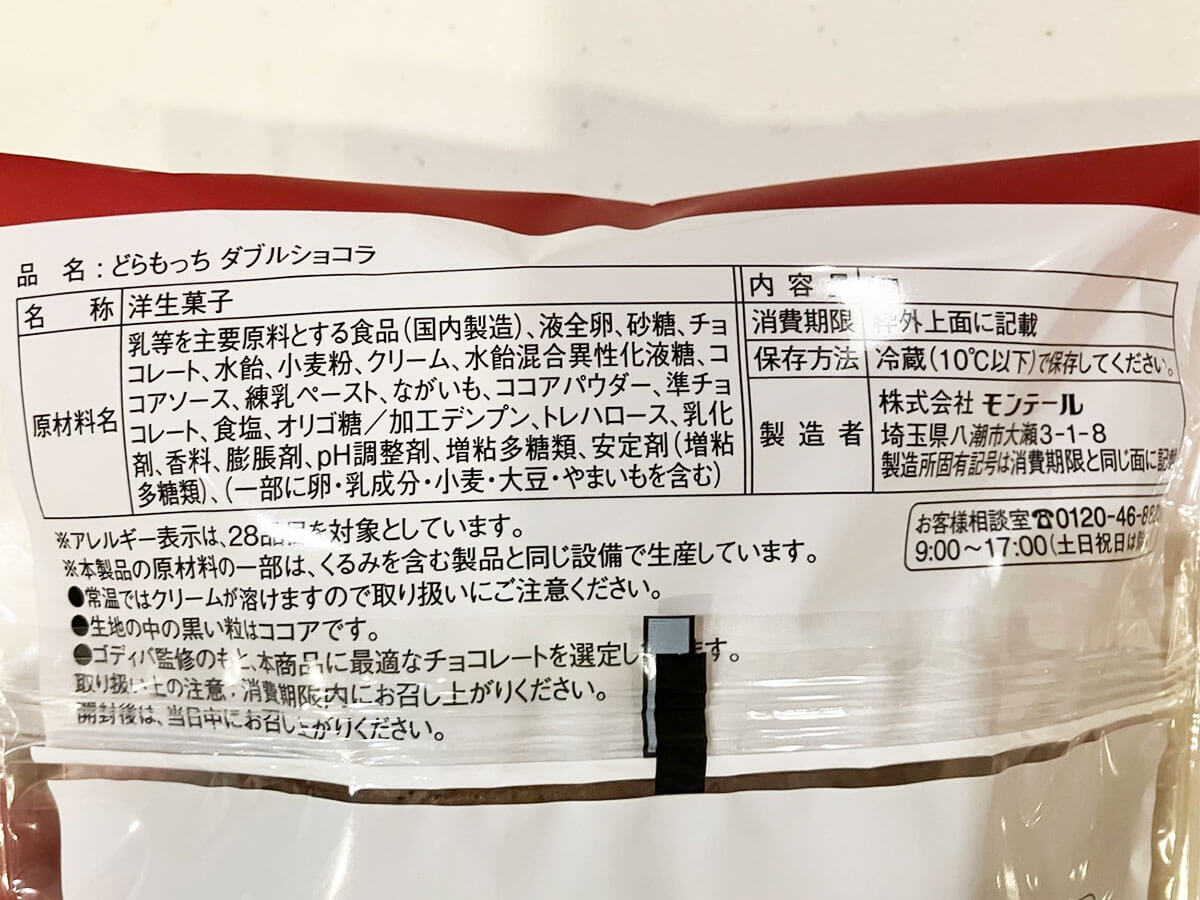 品 名：どらもっち ダブルショコラ
名 称 洋生菓子
原材料名
乳等を主要原料とする食品（国内製造）、液全卵、砂糖、チョ
コレート、水飴、小麦粉、クリーム、水飴混合異性化液糖、コ
コアソース、練乳ペースト、ながいも、ココアパウダー、準チョ
コレート、食塩、オリゴ糖／加工デンプン、トレハロース、乳化
剤、香料、膨脹剤、pH調整剤、増粘多糖類、安定剤（増粘
多糖類）、（一部に卵・乳成分・小麦・大豆・やまいもを含む）
内 容
消費期限 枠外上面に記載
保存方法 冷蔵（10℃以下）で保存してください。
製 造 者
株式会社 モンテール
埼玉県八潮市大瀬3-1-8
製造所固有記号は消費期限と同じ面に記
お客様相談室☎0120-46-
9:00～17:00（土日祝日は
※アレルギー表示は、28品目を対象としています。
※本製品の原材料の一部は、くるみを含む製品と同じ設備で生産しています。
●常温ではクリームが溶けますので取り扱いにご注意ください。
●生地の中の黒い粒はココアです。
●ゴディバ監修のもと、本商品に最適なチョコレートを選定し す。
取り扱い上の注意：消費期限内にお召し上がりください。
開封後は、当日中にお召し上がりください。